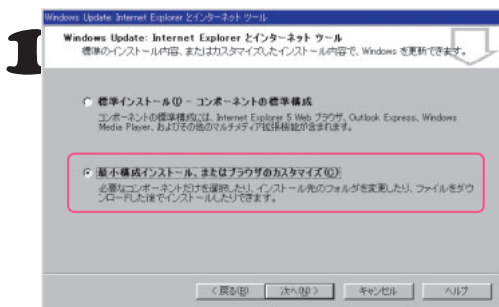 1
Windows Update Internet Explorer とインターネット ツール
Windows Update: Internet Explorer とインターネット ツール
標準のインストール内容、またはカスタマイズしたインストール内容で、Windows を更新できます。
標準インストール(I) - コンポーネントの標準構成
コンポーネントの標準構成には、Internet Explorer 5 Web ブラウザ、Outlook Express、Windows
Media Player、およびその他のマルチメディア拡張機能が含まれます。
最小構成インストール、またはブラウザのカスタマイズ(C)
必要なコンポーネントだけを選択したり、インストール先のフォルダを変更したり、ファイルをダウ
ンロードした後でインストールしたりできます。
< 戻る(B) 次へ(N) > キャンセル ヘルプ